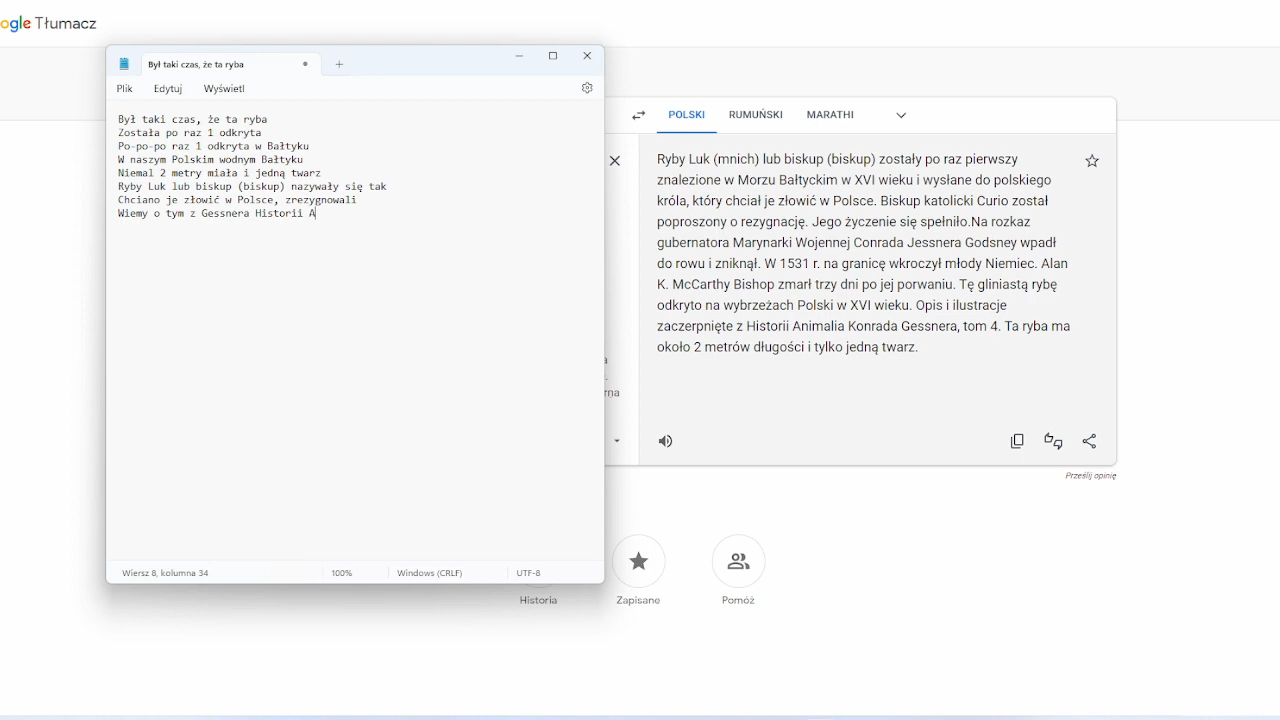 ogle Tłumacz
Był taki czas, że ta ryba
Plik Edytuj Wyświetl
Był taki czas, że ta ryba
Została po raz 1 odkryta
Po-po-po raz 1 odkryta w Bałtyku
W naszym Polskim wodnym Bałtyku
Niemal 2 metry miała i jedną twarz
Ryby Luk lub biskup (biskup) nazywały się tak
Chciano je złowić w Polsce, zrezygnowali
Wiemy o tym z Gessnera Historii A
Wiersz 8, kolumna 34 100% Windows (CRLF) UTF-8
POLSKI RUMUŃSKI MARATHI
Ryby Luk (mnich) lub biskup (biskup) zostały po raz pierwszy
znalezione w Morzu Bałtyckim w XVI wieku i wysłane do polskiego
króla, który chciał je złowić w Polsce. Biskup katolicki Curio został
poproszony o rezygnację. Jego życzenie się spełniło.Na rozkaz
gubernatora Marynarki Wojennej Conrada Jessnera Godsney wpadł
do rowu i zniknął. W 1531 r. na granicę wkroczył młody Niemiec. Alan
K. McCarthy Bishop zmarł trzy dni po jej porwaniu. Tę gliniastą rybę
odkryto na wybrzeżach Polski w XVI wieku. Opis i ilustracje
zaczerpnięte z Historii Animalia Konrada Gessnera, tom 4. Ta ryba ma
około 2 metrów długości i tylko jedną twarz.
Prześlij opinię
Historia Zapisane Pomóż